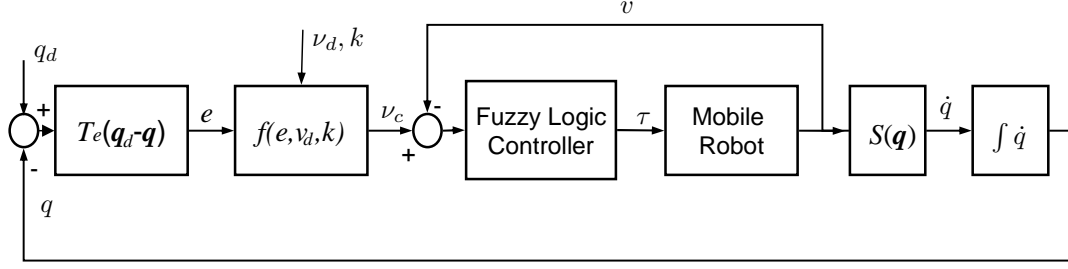 v
q_d
ν_d, k
+
T_e(q_d-q)
e
f(e,v_d,k)
ν_c
-
+
Fuzzy Logic
Controller
τ
Mobile
Robot
S(q)
q̇
∫ q̇
-
q